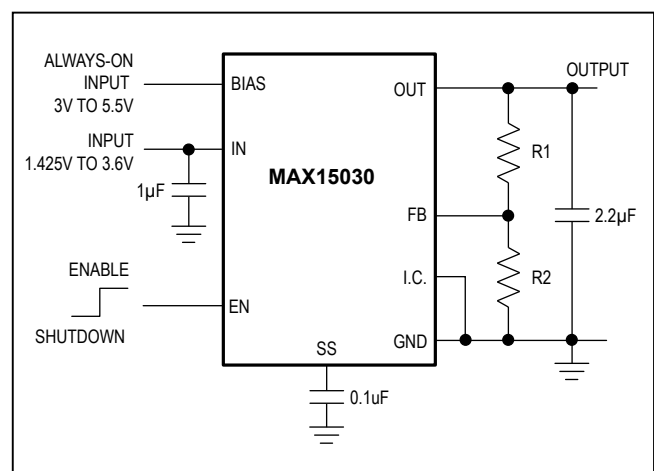 ALWAYS-ON
INPUT
3V TO 5.5V
BIAS
OUT
OUTPUT
INPUT
1.425V TO 3.6V
IN
MAX15030
R1
1µF
FB
2.2µF
ENABLE
I.C.
R2
EN
SHUTDOWN
GND
SS
0.1uF